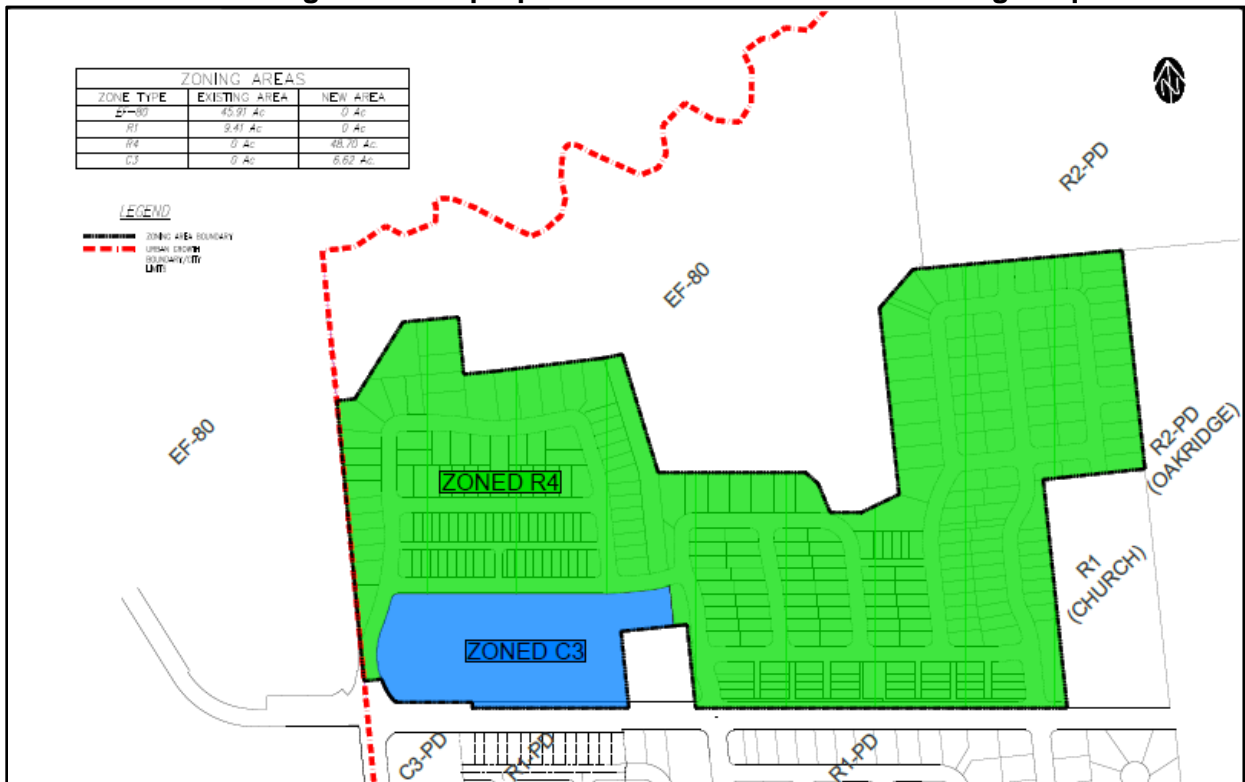 ZONING AREAS
ZONE TYPE EXISTING AREA NEW AREA
EF-80 45.91 Ac 0 Ac
R1 9.41 Ac 0 Ac
R4 0 Ac 48.70 Ac.
C3 0 Ac 6.62 Ac.
LEGEND
ZONING AREA BOUNDARY
URBAN GROWTH
BOUNDARY/CITY
LIMITS
N
R2-PD
EF-80
EF-80
R2-PD
(OAKRIDGE)
ZONED R4
R1
(CHURCH)
ZONED C3
C3-PD
R1-PD
R1-PD